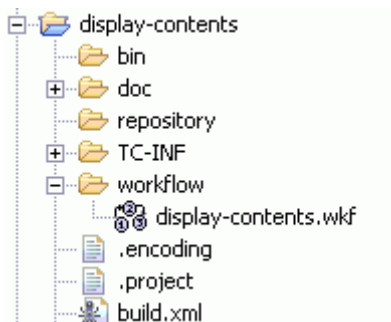 display-contents
bin
doc
repository
TC-INF
workflow
display-contents.wkf
.encoding
.project
build.xml